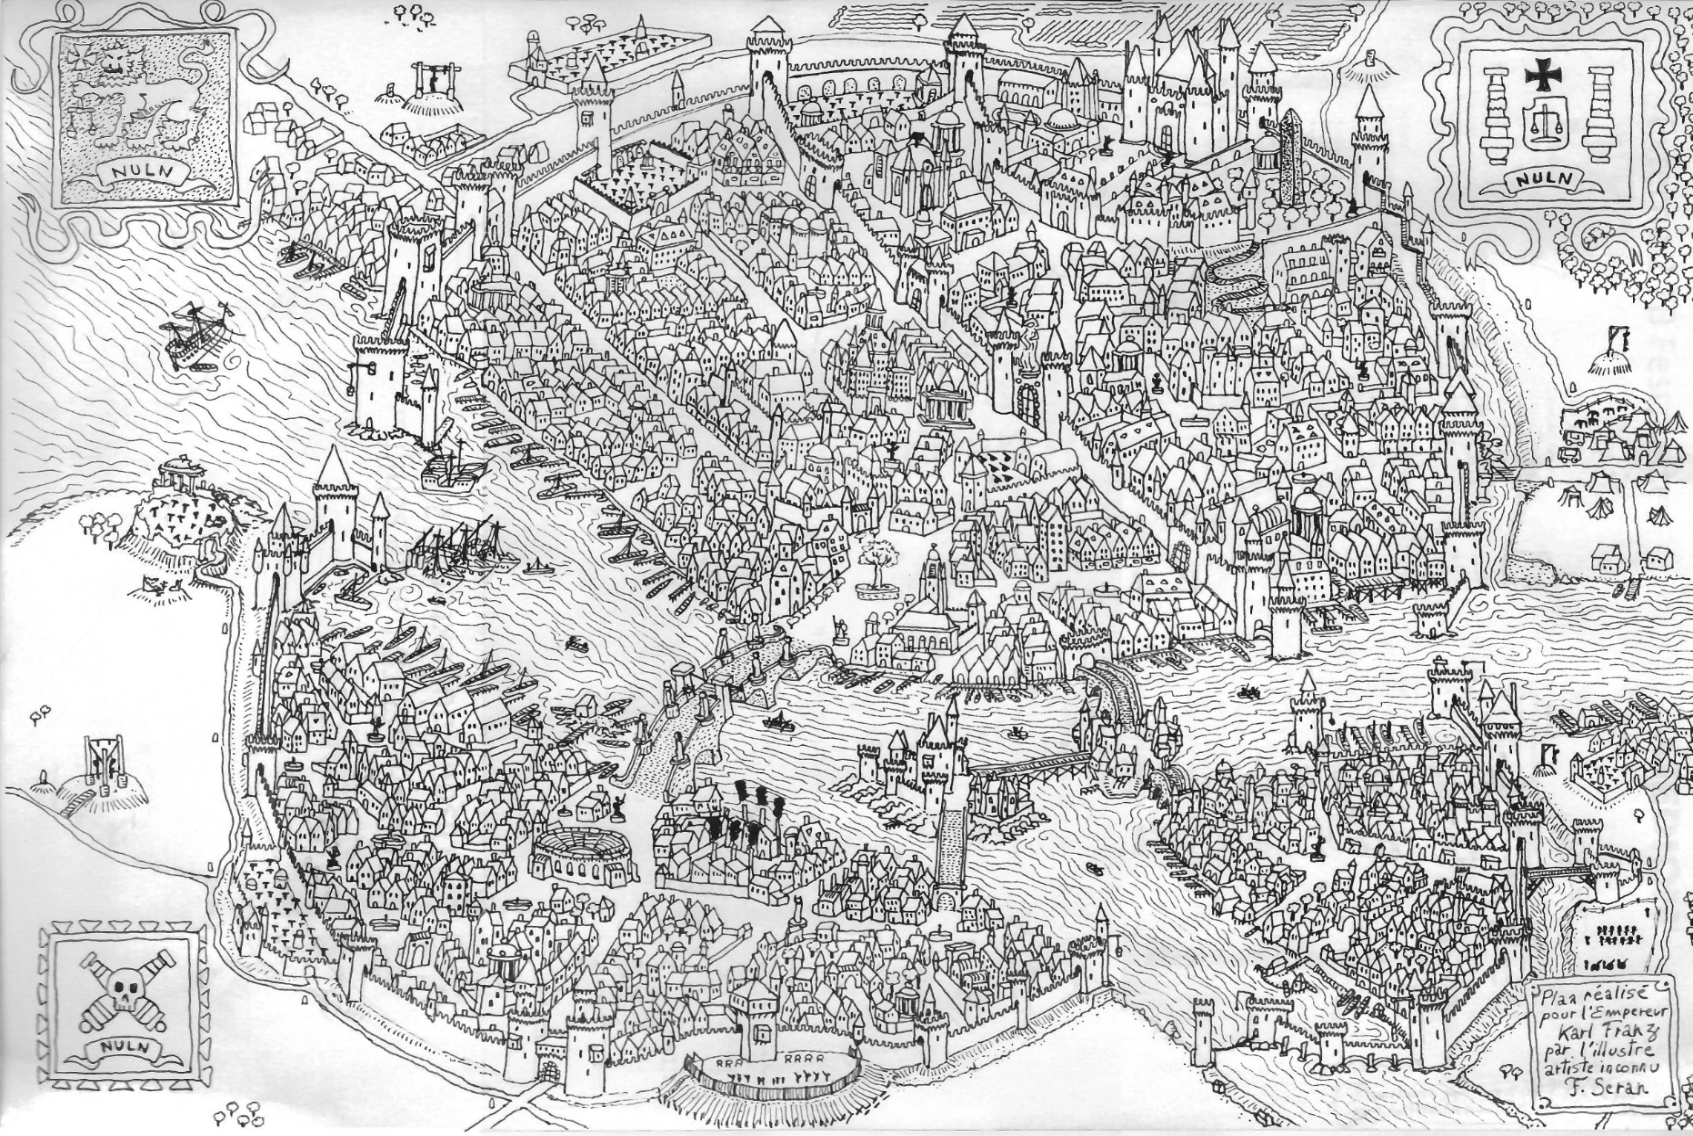 NULN
NULN
NULN
Plan réalisé
pour l'Empereur
Karl Franz
par l'illustre
artiste inconnu
F. Seran